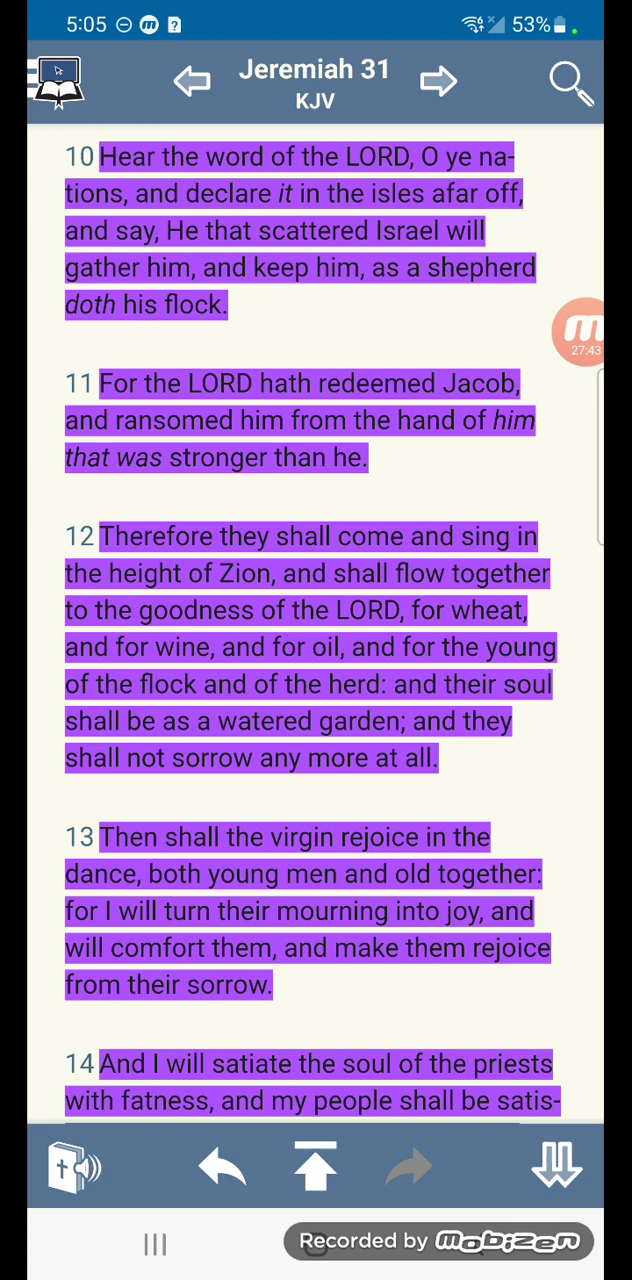 5:05 53%
Jeremiah 31
KJV
10 Hear the word of the LORD, O ye na-
tions, and declare it in the isles afar off,
and say, He that scattered Israel will
gather him, and keep him, as a shepherd
doth his flock.
27:43
11 For the LORD hath redeemed Jacob,
and ransomed him from the hand of him
that was stronger than he.
12 Therefore they shall come and sing in
the height of Zion, and shall flow together
to the goodness of the LORD, for wheat,
and for wine, and for oil, and for the young
of the flock and of the herd: and their soul
shall be as a watered garden; and they
shall not sorrow any more at all.
13 Then shall the virgin rejoice in the
dance, both young men and old together:
for I will turn their mourning into joy, and
will comfort them, and make them rejoice
from their sorrow.
14 And I will satiate the soul of the priests
with fatness, and my people shall be satis-
Recorded by mobizen